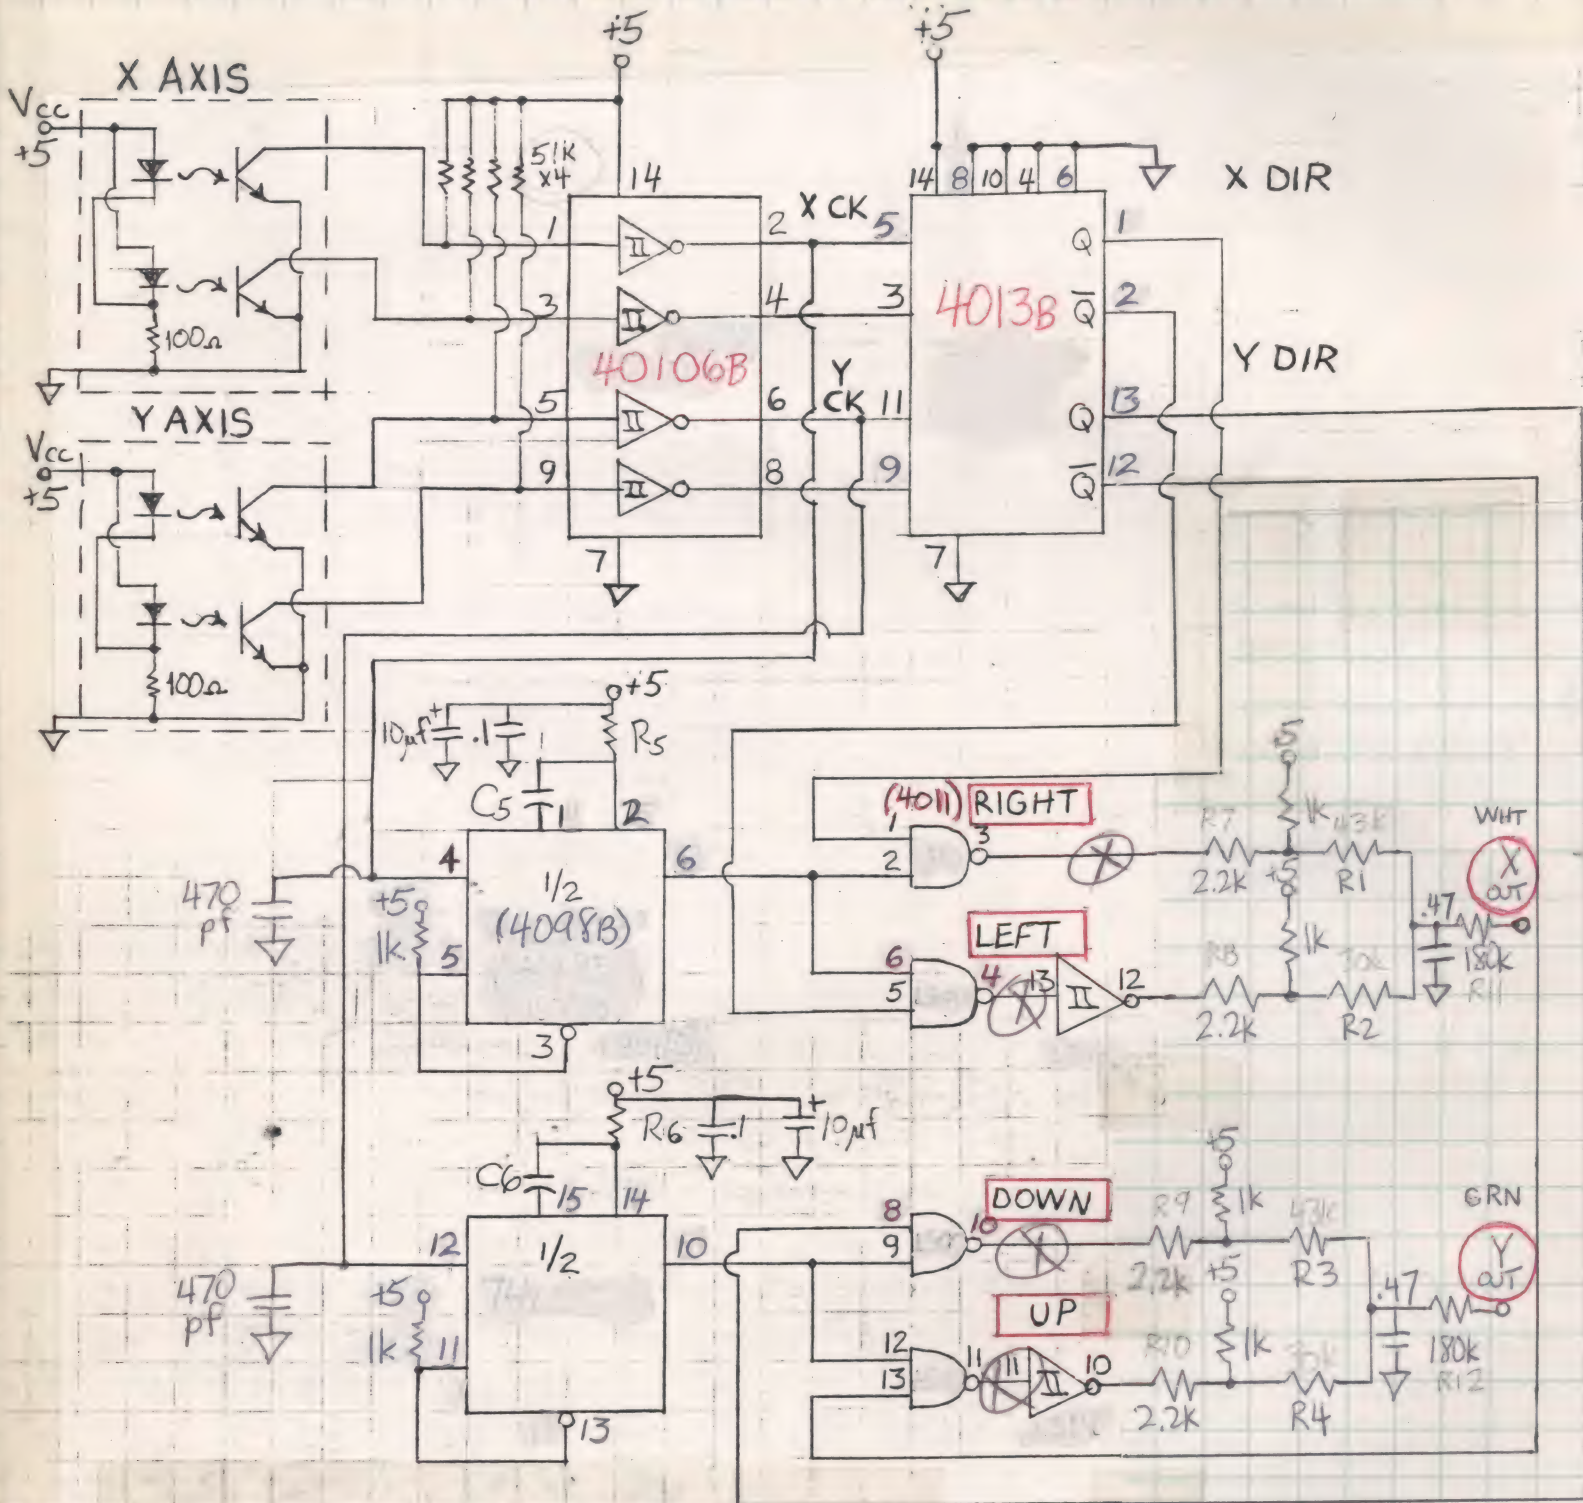 +5
+5
X AXIS
Vcc
+5
51K
x4
14
14
8
10
4
6
X DIR
1
2
X CK
5
Q
1
3
4
3
4013B
Q̅
2
100Ω
40106B
Y
CK
Y DIR
Y AXIS
5
6
11
Q
13
Vcc
+5
9
8
9
Q̅
12
7
7
100Ω
+5
10µf
+
.1
R5
C5
1
2
+5
(4011)
RIGHT
1
3
R7
1k
43k
WHT
4
6
2
2.2k
+5
R1
X
OUT
470
pf
+5
1/2
(4098B)
.47
1k
LEFT
1k
180k
R11
5
6
4
13
12
R8
30k
5
2.2k
R2
3
+5
R6
.1
+
10µf
+5
C6
15
14
DOWN
8
10
R9
1k
43k
GRN
12
10
9
2.2k
+5
R3
Y
OUT
1/2
74
470
pf
+5
.47
1k
UP
1k
180k
R12
11
12
11
11
10
R10
30k
13
2.2k
R4
13